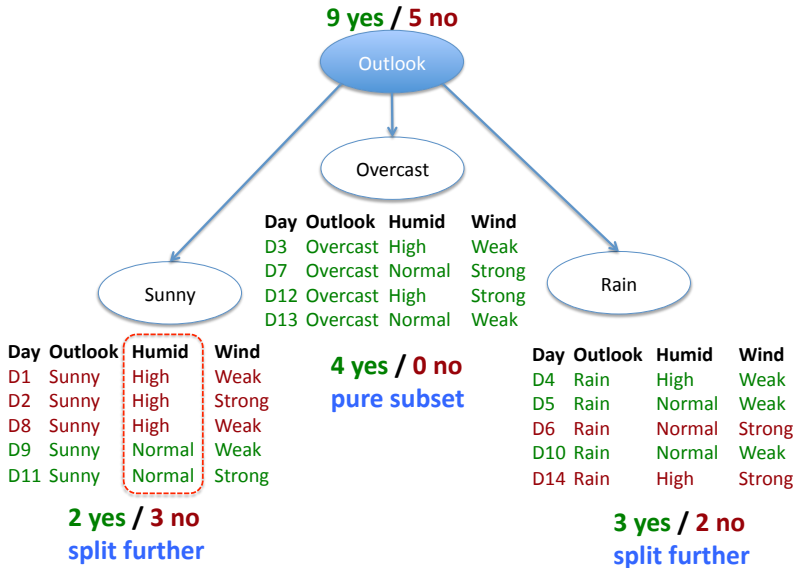 9 yes / 5 no
Outlook
Overcast
Day Outlook Humid Wind
D3 Overcast High Weak
D7 Overcast Normal Strong
D12 Overcast High Strong
D13 Overcast Normal Weak
4 yes / 0 no
pure subset
Sunny
Day Outlook Humid Wind
D1 Sunny High Weak
D2 Sunny High Strong
D8 Sunny High Weak
D9 Sunny Normal Weak
D11 Sunny Normal Strong
2 yes / 3 no
split further
Rain
Day Outlook Humid Wind
D4 Rain High Weak
D5 Rain Normal Weak
D6 Rain Normal Strong
D10 Rain Normal Weak
D14 Rain High Strong
3 yes / 2 no
split further